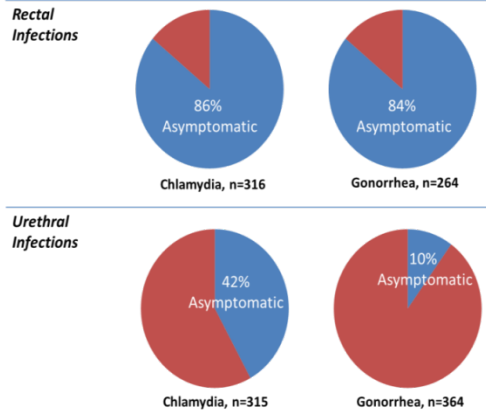 Rectal
Infections
86%
Asymptomatic
84%
Asymptomatic
Chlamydia, n=316
Gonorrhea, n=264
Urethral
Infections
42%
Asymptomatic
10%
Asymptomatic
Chlamydia, n=315
Gonorrhea, n=364